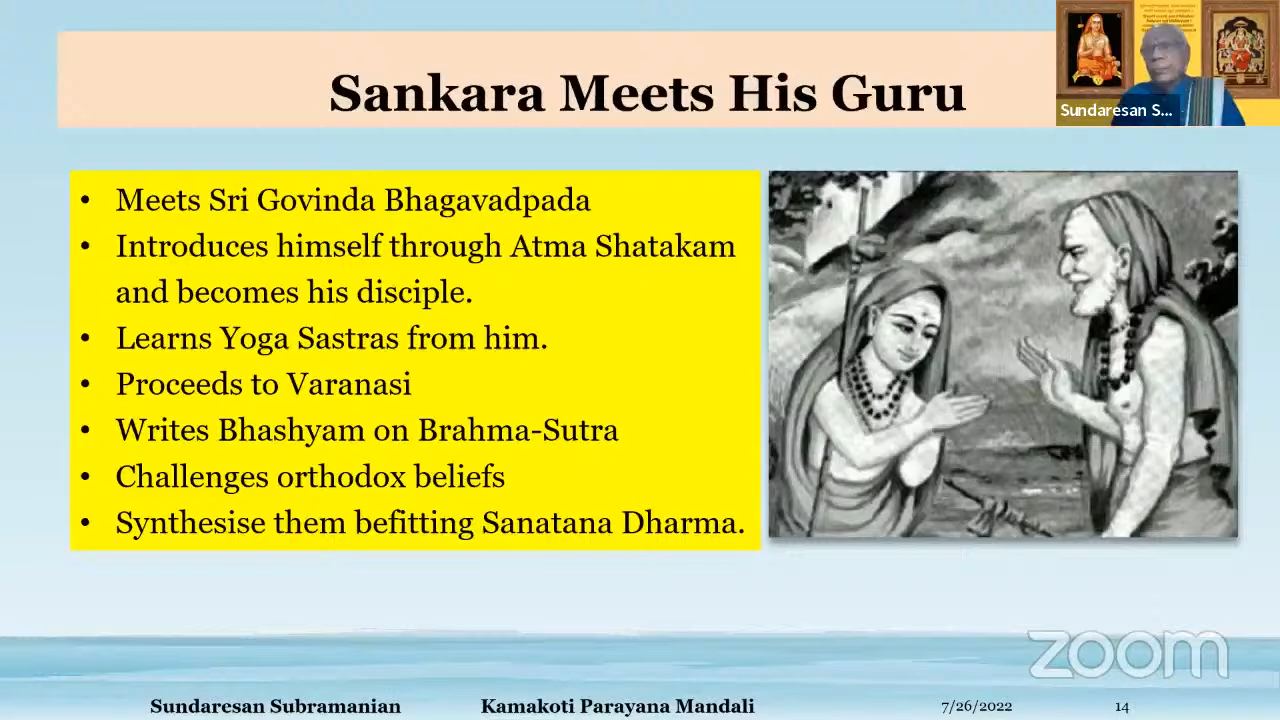 Sankara Meets His Guru
Sundaresan S...
• Meets Sri Govinda Bhagavadpada
• Introduces himself through Atma Shatakam
and becomes his disciple.
• Learns Yoga Sastras from him.
• Proceeds to Varanasi
• Writes Bhashyam on Brahma-Sutra
• Challenges orthodox beliefs
• Synthesise them befitting Sanatana Dharma.
zoom
Sundaresan Subramanian Kamakoti Parayana Mandali 7/26/2022 14